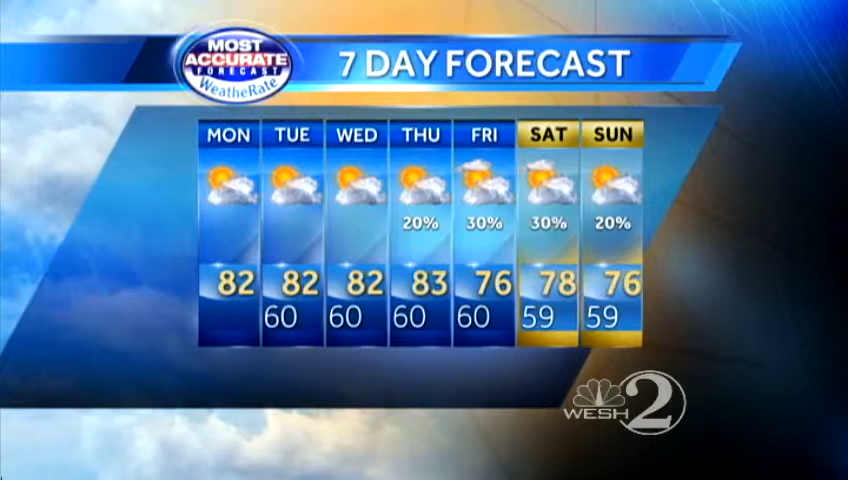 MOST
ACCURATE
FORECAST
WeatheRate
7 DAY FORECAST
MON TUE WED THU FRI SAT SUN
20% 30% 30% 20%
82 82 82 83 76 78 76
60 60 60 60 59 59
WESH 2